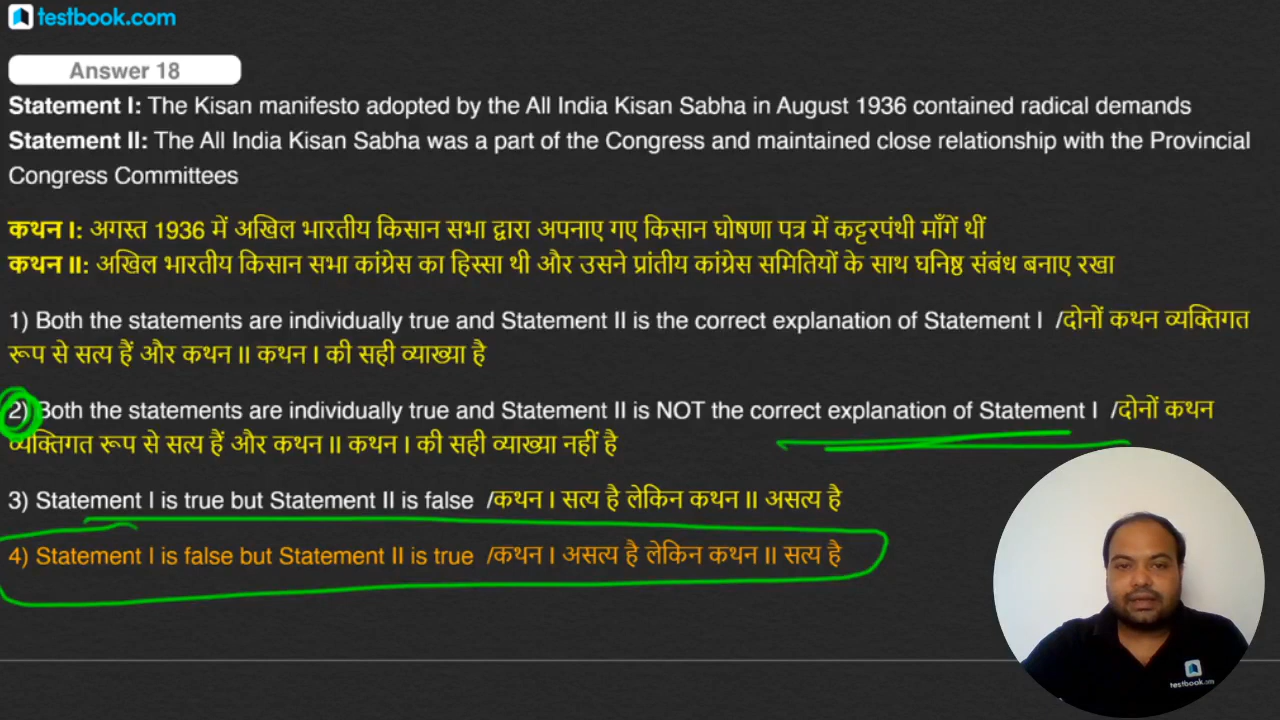 testbook.com
Answer 18
Statement I: The Kisan manifesto adopted by the All India Kisan Sabha in August 1936 contained radical demands
Statement II: The All India Kisan Sabha was a part of the Congress and maintained close relationship with the Provincial
Congress Committees
कथन I: अगस्त 1936 में अखिल भारतीय किसान सभा द्वारा अपनाए गए किसान घोषणा पत्र में कट्टरपंथी माँगें थीं
कथन II: अखिल भारतीय किसान सभा कांग्रेस का हिस्सा थी और उसने प्रांतीय कांग्रेस समितियों के साथ घनिष्ठ संबंध बनाए रखा
1) Both the statements are individually true and Statement II is the correct explanation of Statement I /दोनों कथन व्यक्तिगत
रूप से सत्य हैं और कथन II कथन I की सही व्याख्या है
2) Both the statements are individually true and Statement II is NOT the correct explanation of Statement I /दोनों कथन
व्यक्तिगत रूप से सत्य हैं और कथन II कथन I की सही व्याख्या नहीं है
3) Statement I is true but Statement II is false /कथन I सत्य है लेकिन कथन II असत्य है
4) Statement I is false but Statement II is true /कथन I असत्य है लेकिन कथन II सत्य है
testbook.com